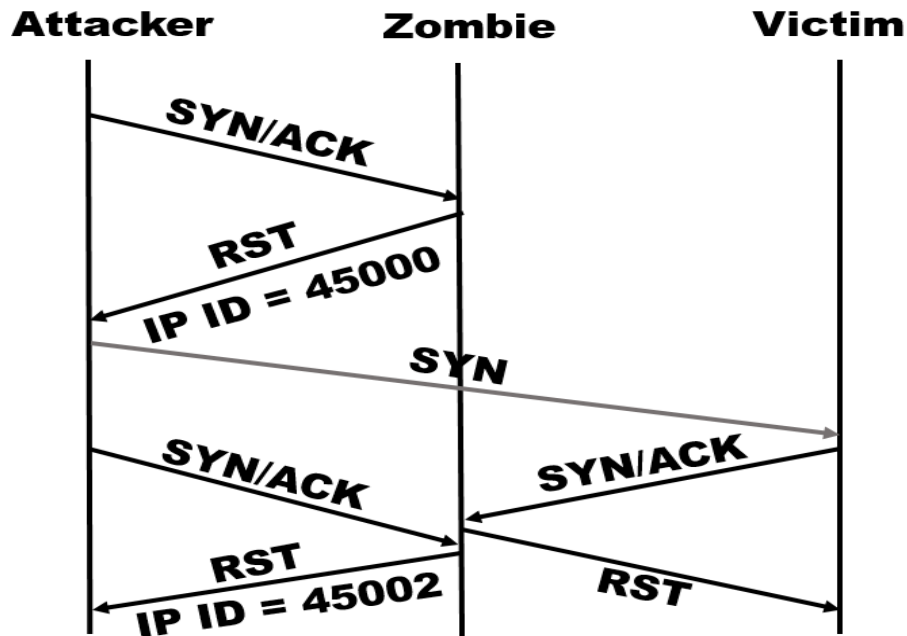 Attacker
Zombie
Victim
SYN/ACK
RST
IP ID = 45000
SYN
SYN/ACK
SYN/ACK
RST
IP ID = 45002
RST